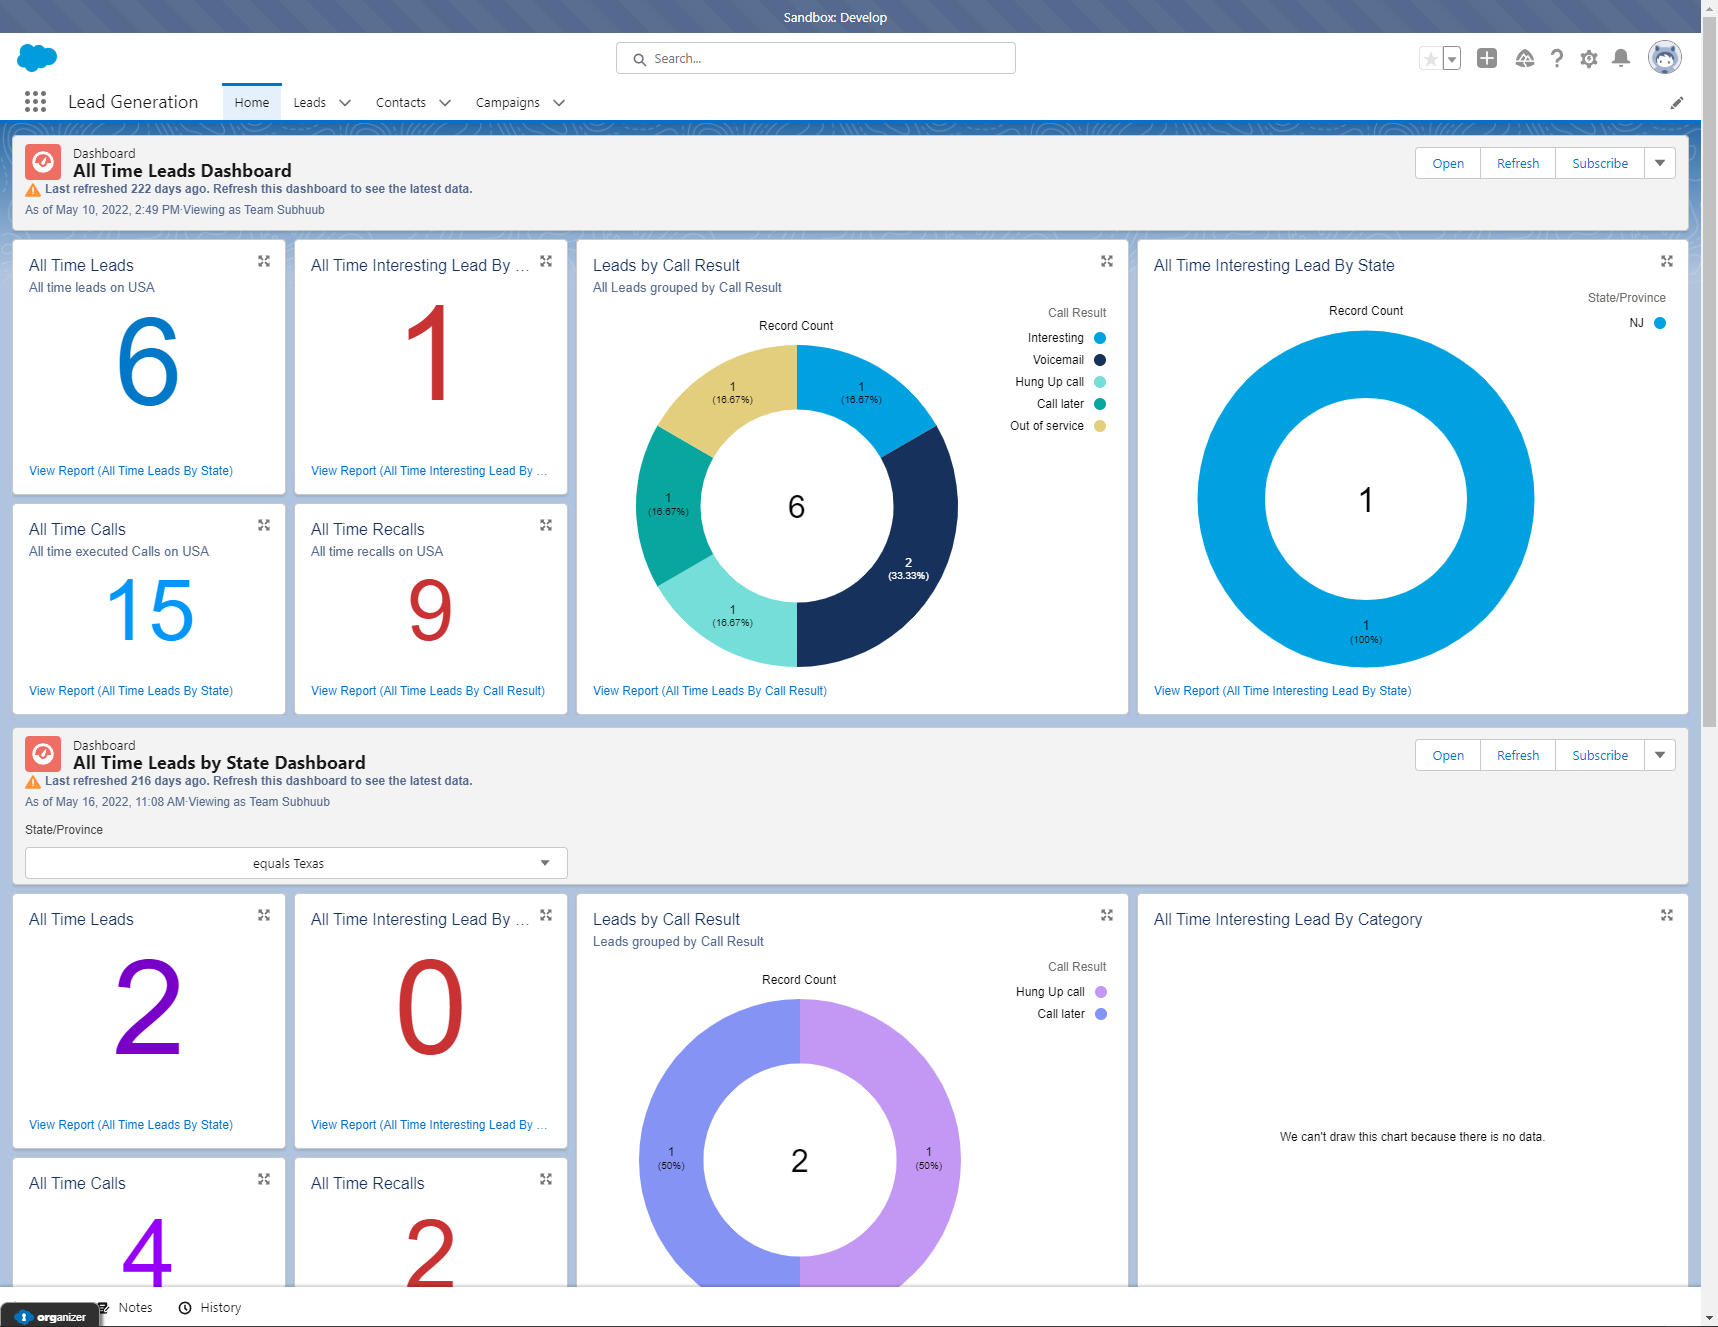 Sandbox: Develop
Search...
Lead Generation
Home
Leads
Contacts
Campaigns
Dashboard
All Time Leads Dashboard
Last refreshed 222 days ago. Refresh this dashboard to see the latest data.
As of May 10, 2022, 2:49 PM·Viewing as Team Subhuub
Open
Refresh
Subscribe
All Time Leads
All time leads on USA
6
View Report (All Time Leads By State)
All Time Interesting Lead By ...
1
View Report (All Time Interesting Lead By ...
Leads by Call Result
All Leads grouped by Call Result
Record Count
Call Result
Interesting
Voicemail
Hung Up call
Call later
Out of service
1
(16.67%)
1
(16.67%)
1
(16.67%)
6
2
(33.33%)
1
(16.67%)
View Report (All Time Leads By Call Result)
All Time Interesting Lead By State
State/Province
NJ
Record Count
1
1
(100%)
View Report (All Time Interesting Lead By State)
All Time Calls
All time executed Calls on USA
15
View Report (All Time Leads By State)
All Time Recalls
All time recalls on USA
9
View Report (All Time Leads By Call Result)
Dashboard
All Time Leads by State Dashboard
Last refreshed 216 days ago. Refresh this dashboard to see the latest data.
As of May 16, 2022, 11:08 AM·Viewing as Team Subhuub
Open
Refresh
Subscribe
State/Province
equals Texas
All Time Leads
2
View Report (All Time Leads By State)
All Time Interesting Lead By ...
0
View Report (All Time Interesting Lead By ...
Leads by Call Result
Leads grouped by Call Result
Record Count
Call Result
Hung Up call
Call later
1
(50%)
2
1
(50%)
All Time Interesting Lead By Category
We can't draw this chart because there is no data.
All Time Calls
4
All Time Recalls
2
organizer
Notes
History